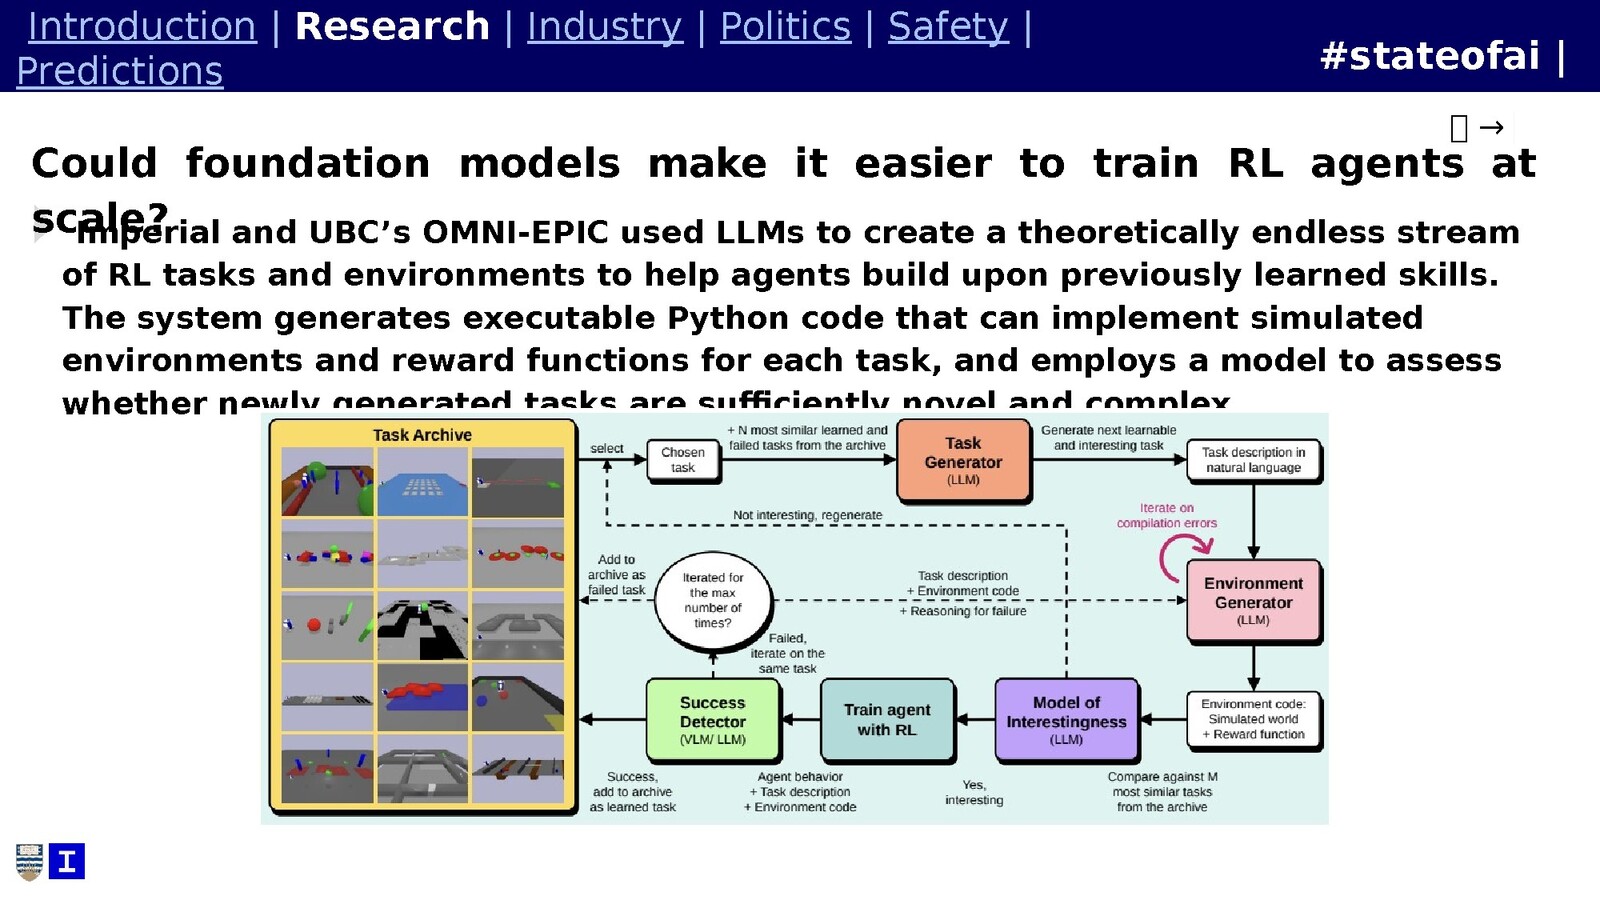 Introduction | Research | Industry | Politics | Safety |
Predictions
#stateofai |
→
Could foundation models make it easier to train RL agents at
scale?
Imperial and UBC’s OMNI-EPIC used LLMs to create a theoretically endless stream
of RL tasks and environments to help agents build upon previously learned skills.
The system generates executable Python code that can implement simulated
environments and reward functions for each task, and employs a model to assess
whether newly generated tasks are sufficiently novel and complex
Task Archive
select
Chosen
task
+ N most similar learned and
failed tasks from the archive
Task
Generator
(LLM)
Generate next learnable
and interesting task
Task description in
natural language
Not interesting, regenerate
Iterate on
compilation errors
Add to
archive as
failed task
Iterated for
the max
number of
times?
Task description
+ Environment code
+ Reasoning for failure
Environment
Generator
(LLM)
Failed,
iterate on the
same task
Success
Detector
(VLM/ LLM)
Train agent
with RL
Model of
Interestingness
(LLM)
Environment code:
Simulated world
+ Reward function
Success,
add to archive
as learned task
Agent behavior
+ Task description
+ Environment code
Yes,
interesting
Compare against M
most similar tasks
from the archive
I